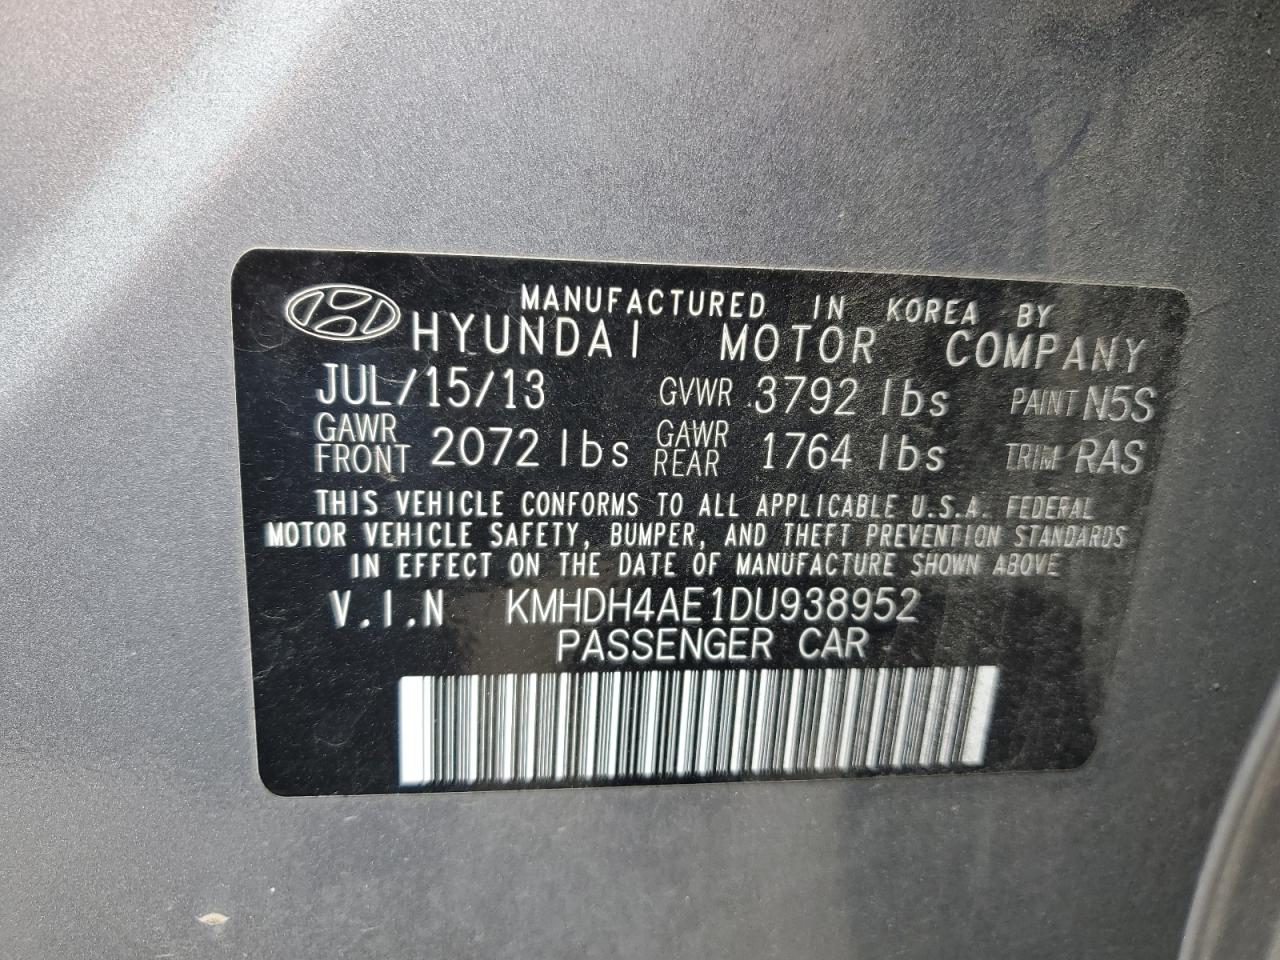 MANUFACTURED IN KOREA BY
HYUNDAI MOTOR COMPANY
JUL/15/13 GVWR 3792 lbs PAINT N5S
GAWR FRONT 2072 lbs GAWR REAR 1764 lbs TRIM RAS
THIS VEHICLE CONFORMS TO ALL APPLICABLE U.S.A. FEDERAL
MOTOR VEHICLE SAFETY, BUMPER, AND THEFT PREVENTION STANDARDS
IN EFFECT ON THE DATE OF MANUFACTURE SHOWN ABOVE
V.I.N KMHDH4AE1DU938952
PASSENGER CAR